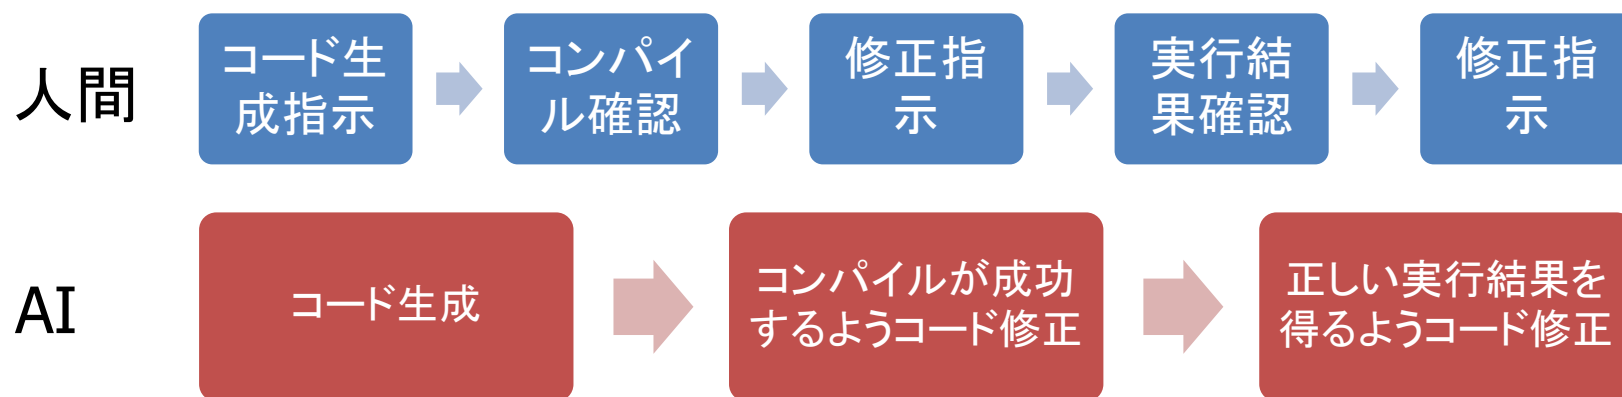 人間
コード生
成指示
コンパイ
ル確認
修正指
示
実行結
果確認
修正指
示
AI
コード生成
コンパイルが成功
するようコード修正
正しい実行結果を
得るようコード修正